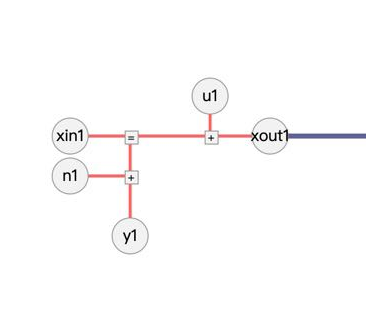 u1
xin1
=
+
xout1
n1
+
y1